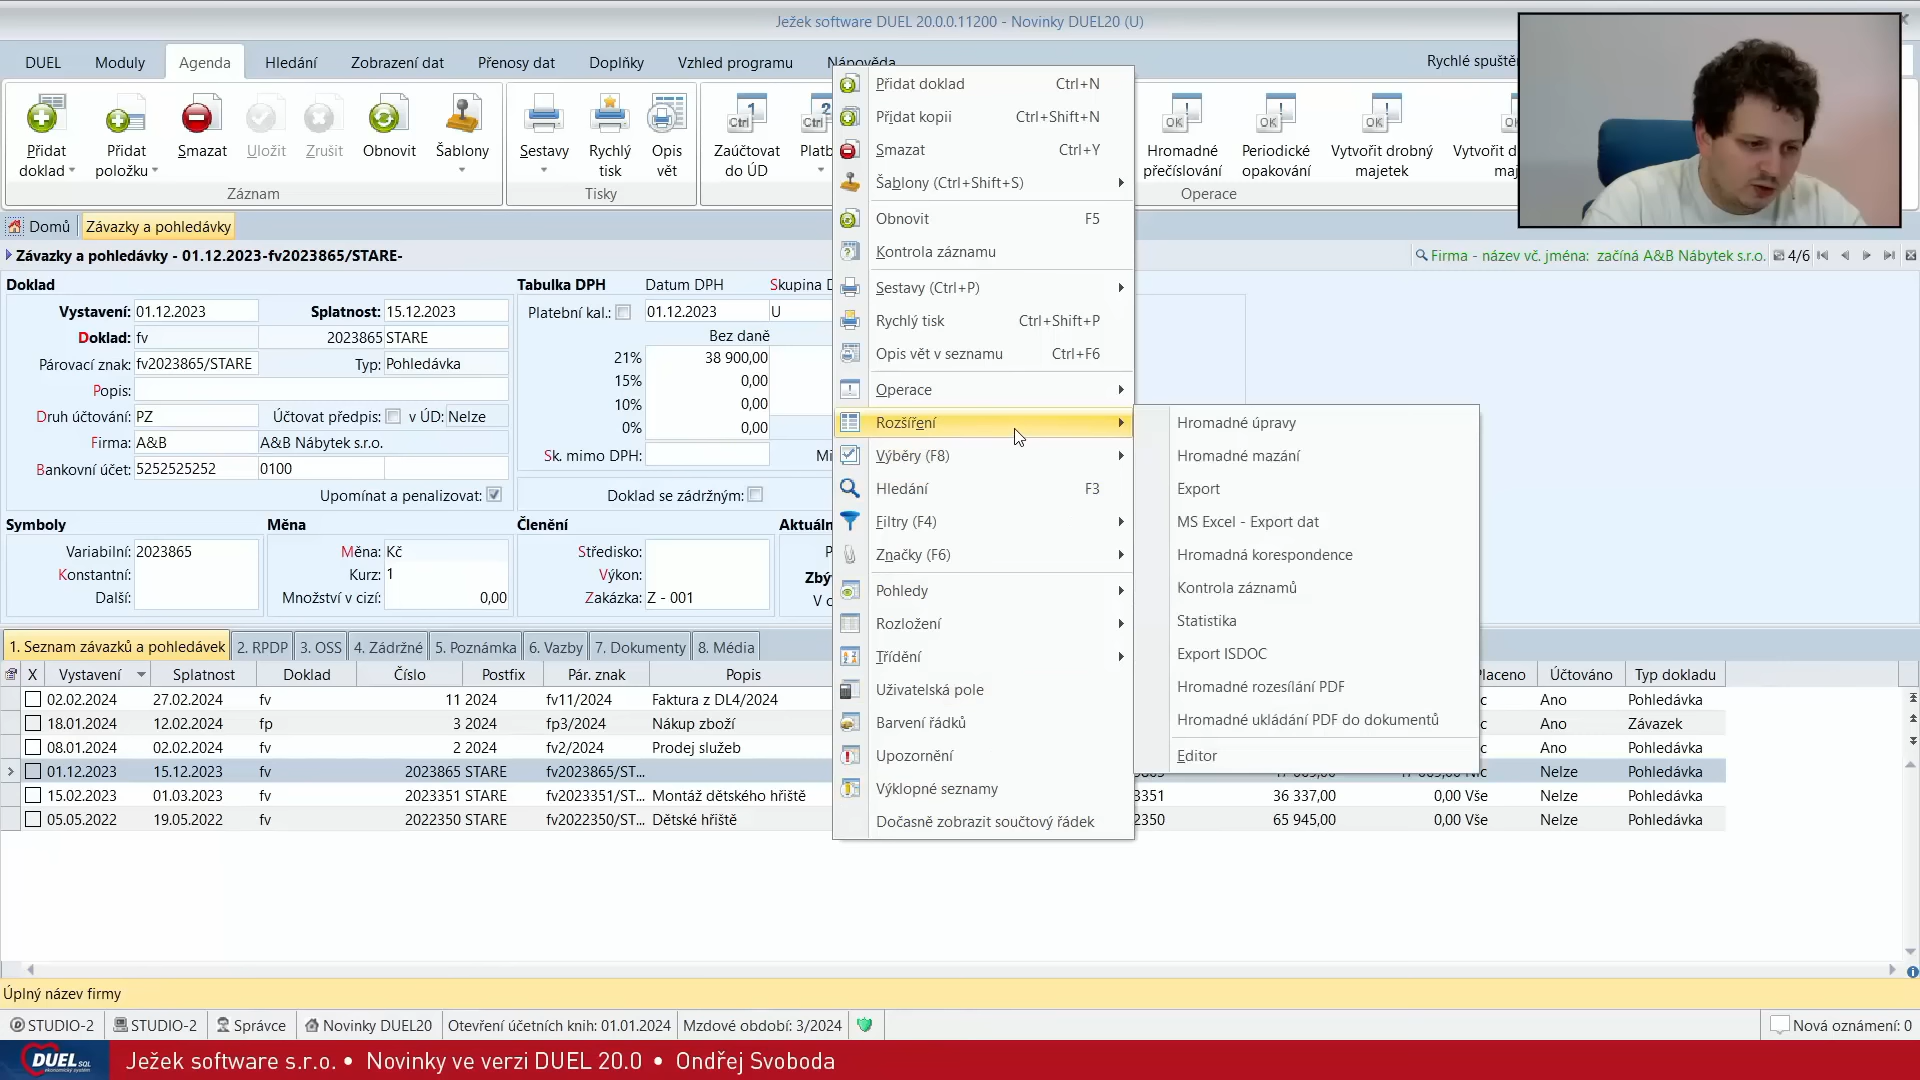 Ježek software DUEL 20.0.0.11200 - Novinky DUEL20 (U)
DUEL Moduly Agenda Hledání Zobrazení dat Přenosy dat Doplňky Vzhled programu Nápověda
Rychlé spuštění
Přidat doklad
Přidat položku
Smazat
Uložit
Zrušit
Obnovit
Šablony
Záznam
Sestavy
Rychlý tisk
Opis vět
Tisky
Ctrl 1
Zaúčtovat do ÚD
Ctrl 2
OK
Hromadné přečíslování
OK
Periodické opakování
OK
Vytvořit drobný majetek
Operace
Domů Závazky a pohledávky
Závazky a pohledávky - 01.12.2023-fv2023865/STARE-
Firma - název vč. jména: začíná A&B Nábytek s.r.o. 4/6
Doklad
Vystavení: 01.12.2023 Splatnost: 15.12.2023
Doklad: fv 2023865 STARE
Párovací znak: fv2023865/STARE Typ: Pohledávka
Popis:
Druh účtování: PZ Účtovat předpis: v ÚD: Nelze
Firma: A&B A&B Nábytek s.r.o.
Bankovní účet: 5252525252 0100
Upomínat a penalizovat:
Tabulka DPH Datum DPH
Platební kal.: 01.12.2023 U
Bez daně
21% 38 900,00
15% 0,00
10% 0,00
0% 0,00
Sk. mimo DPH:
Doklad se zádržným:
Symboly
Variabilní: 2023865
Konstantní:
Další:
Měna
Měna: Kč
Kurz: 1
Množství v cizí: 0,00
Členění
Středisko:
Výkon:
Zakázka: Z - 001
Přidat doklad Ctrl+N
Přidat kopii Ctrl+Shift+N
Smazat Ctrl+Y
Šablony (Ctrl+Shift+S)
Obnovit F5
Kontrola záznamu
Sestavy (Ctrl+P)
Rychlý tisk Ctrl+Shift+P
Opis vět v seznamu Ctrl+F6
Operace
Rozšíření
Výběry (F8)
Hledání F3
Filtry (F4)
Značky (F6)
Pohledy
Rozložení
Třídění
Uživatelská pole
Barvení řádků
Upozornění
Výklopné seznamy
Dočasně zobrazit součtový řádek
Hromadné úpravy
Hromadné mazání
Export
MS Excel - Export dat
Hromadná korespondence
Kontrola záznamů
Statistika
Export ISDOC
Hromadné rozesílání PDF
Hromadné ukládání PDF do dokumentů
Editor
1. Seznam závazků a pohledávek 2. RPDP 3. OSS 4. Zádržné 5. Poznámka 6. Vazby 7. Dokumenty 8. Média
X Vystavení Splatnost Doklad Číslo Postfix Pár. znak Popis Placeno Účtováno Typ dokladu
02.02.2024 27.02.2024 fv 11 2024 fv11/2024 Faktura z DL4/2024 Ano Pohledávka
18.01.2024 12.02.2024 fp 3 2024 fp3/2024 Nákup zboží Ano Závazek
08.01.2024 02.02.2024 fv 2 2024 fv2/2024 Prodej služeb Ano Pohledávka
01.12.2023 15.12.2023 fv 2023865 STARE fv2023865/ST... Nelze Pohledávka
15.02.2023 01.03.2023 fv 2023351 STARE fv2023351/ST... Montáž dětského hřiště 3351 36 337,00 0,00 Vše Nelze Pohledávka
05.05.2022 19.05.2022 fv 2022350 STARE fv2022350/ST... Dětské hřiště 2350 65 945,00 0,00 Vše Nelze Pohledávka
Úplný název firmy
STUDIO-2 STUDIO-2 Správce Novinky DUEL20 Otevření účetních knih: 01.01.2024 Mzdové období: 3/2024 Nová oznámení: 0
DUEL SQL Ježek software s.r.o. • Novinky ve verzi DUEL 20.0 • Ondřej Svoboda